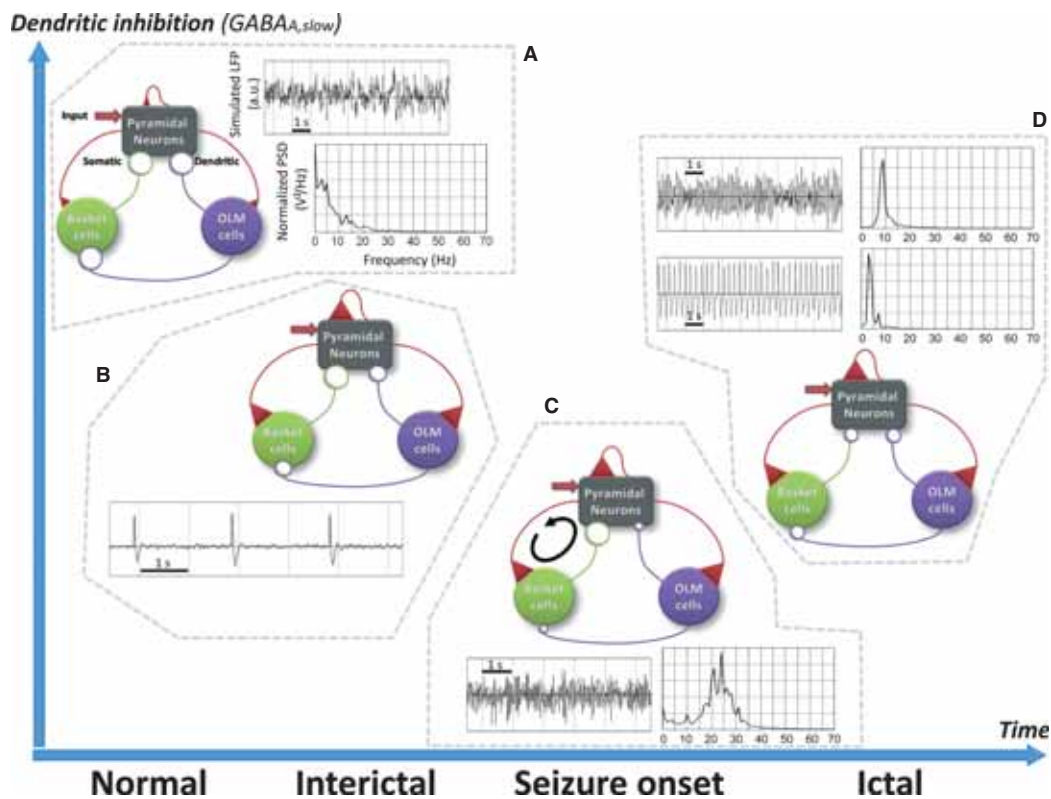 Dendritic inhibition (GABAA,slow)
A
Simulated LFP
(a.u.)
1 s
Input
Pyramidal
Neurons
Somatic
Dendritic
Basket
cells
OLM
cells
Normalized PSD
(V²/Hz)
0 10 20 30 40 50 60 70
Frequency (Hz)
B
Pyramidal
Neurons
Basket
cells
OLM
cells
1 s
C
Pyramidal
Neurons
Basket
cells
OLM
cells
1 s
0 10 20 30 40 50 60 70
D
1 s
0 10 20 30 40 50 60 70
1 s
0 10 20 30 40 50 60 70
Pyramidal
Neurons
Basket
cells
OLM
cells
Time
Normal Interictal Seizure onset Ictal